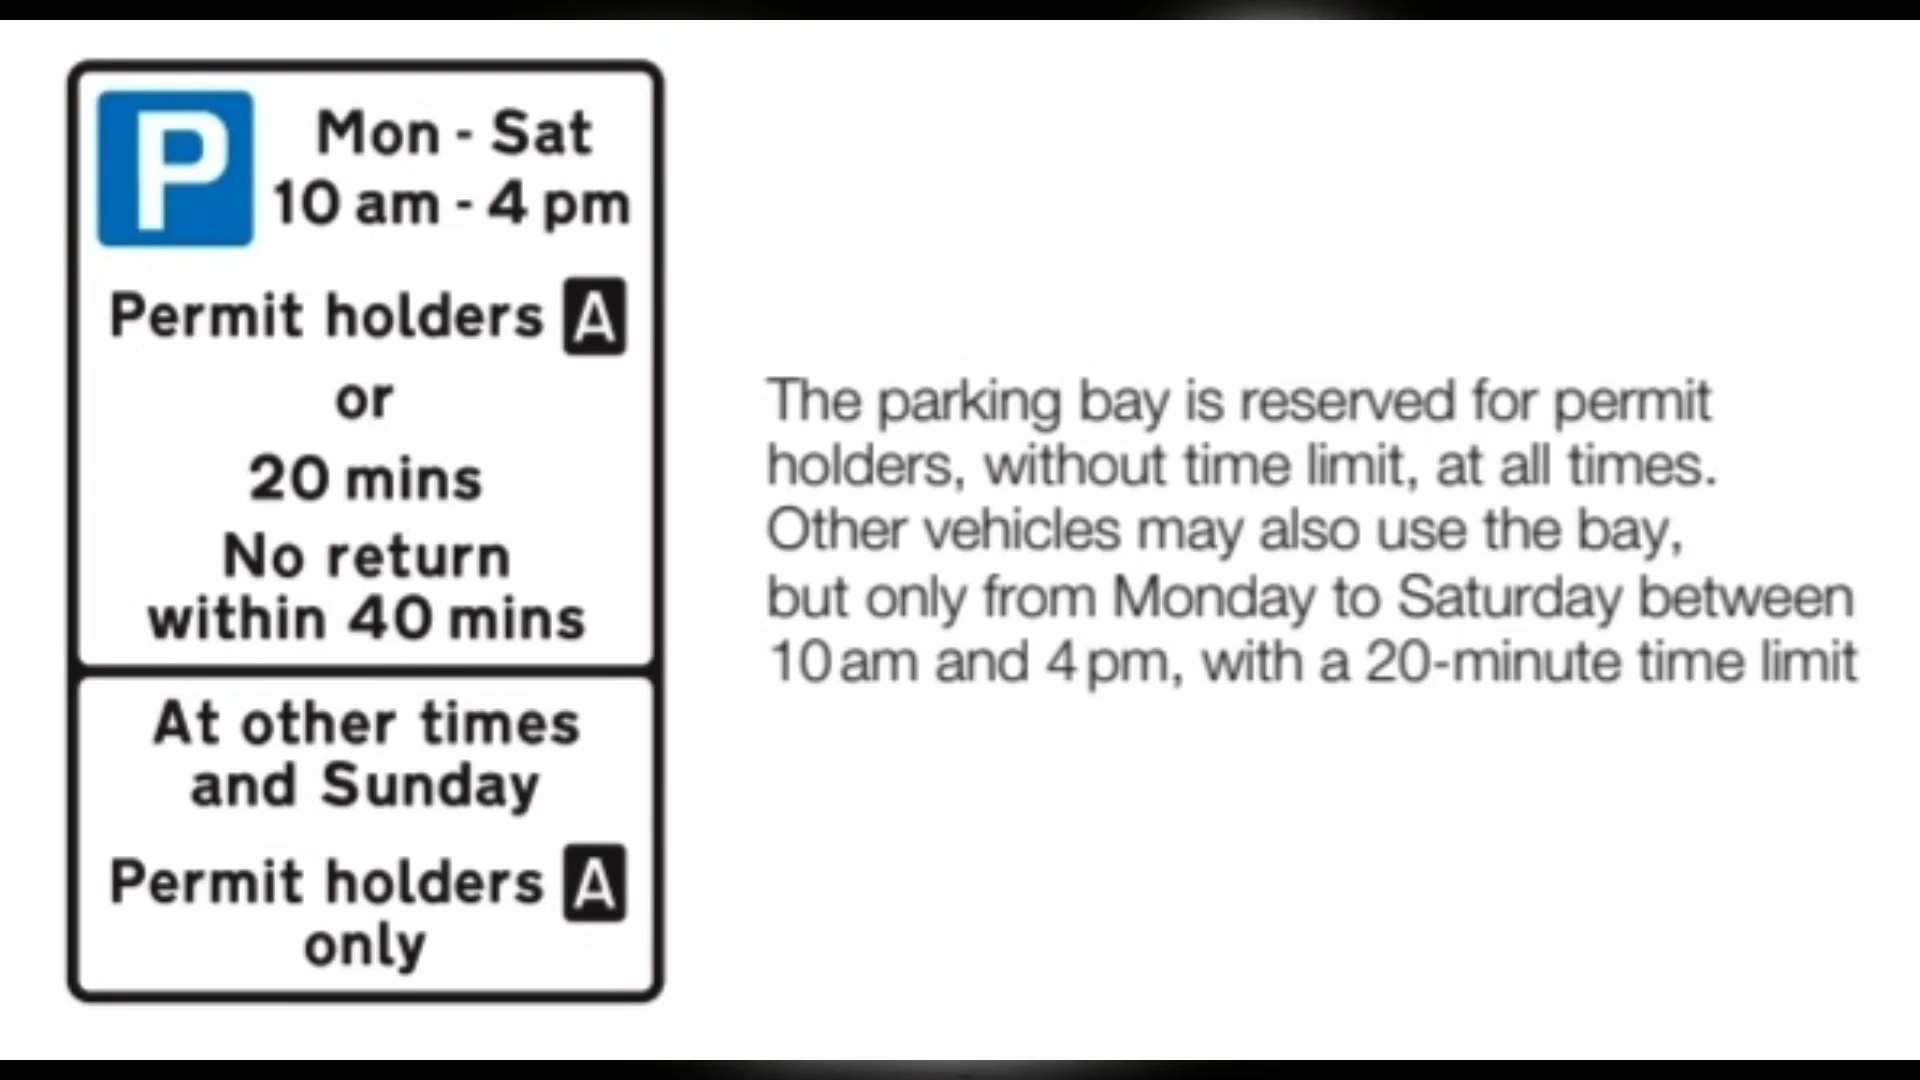 P
Mon - Sat
10 am - 4 pm
Permit holders A
or
20 mins
No return
within 40 mins
At other times
and Sunday
Permit holders A
only
The parking bay is reserved for permit
holders, without time limit, at all times.
Other vehicles may also use the bay,
but only from Monday to Saturday between
10 am and 4 pm, with a 20-minute time limit